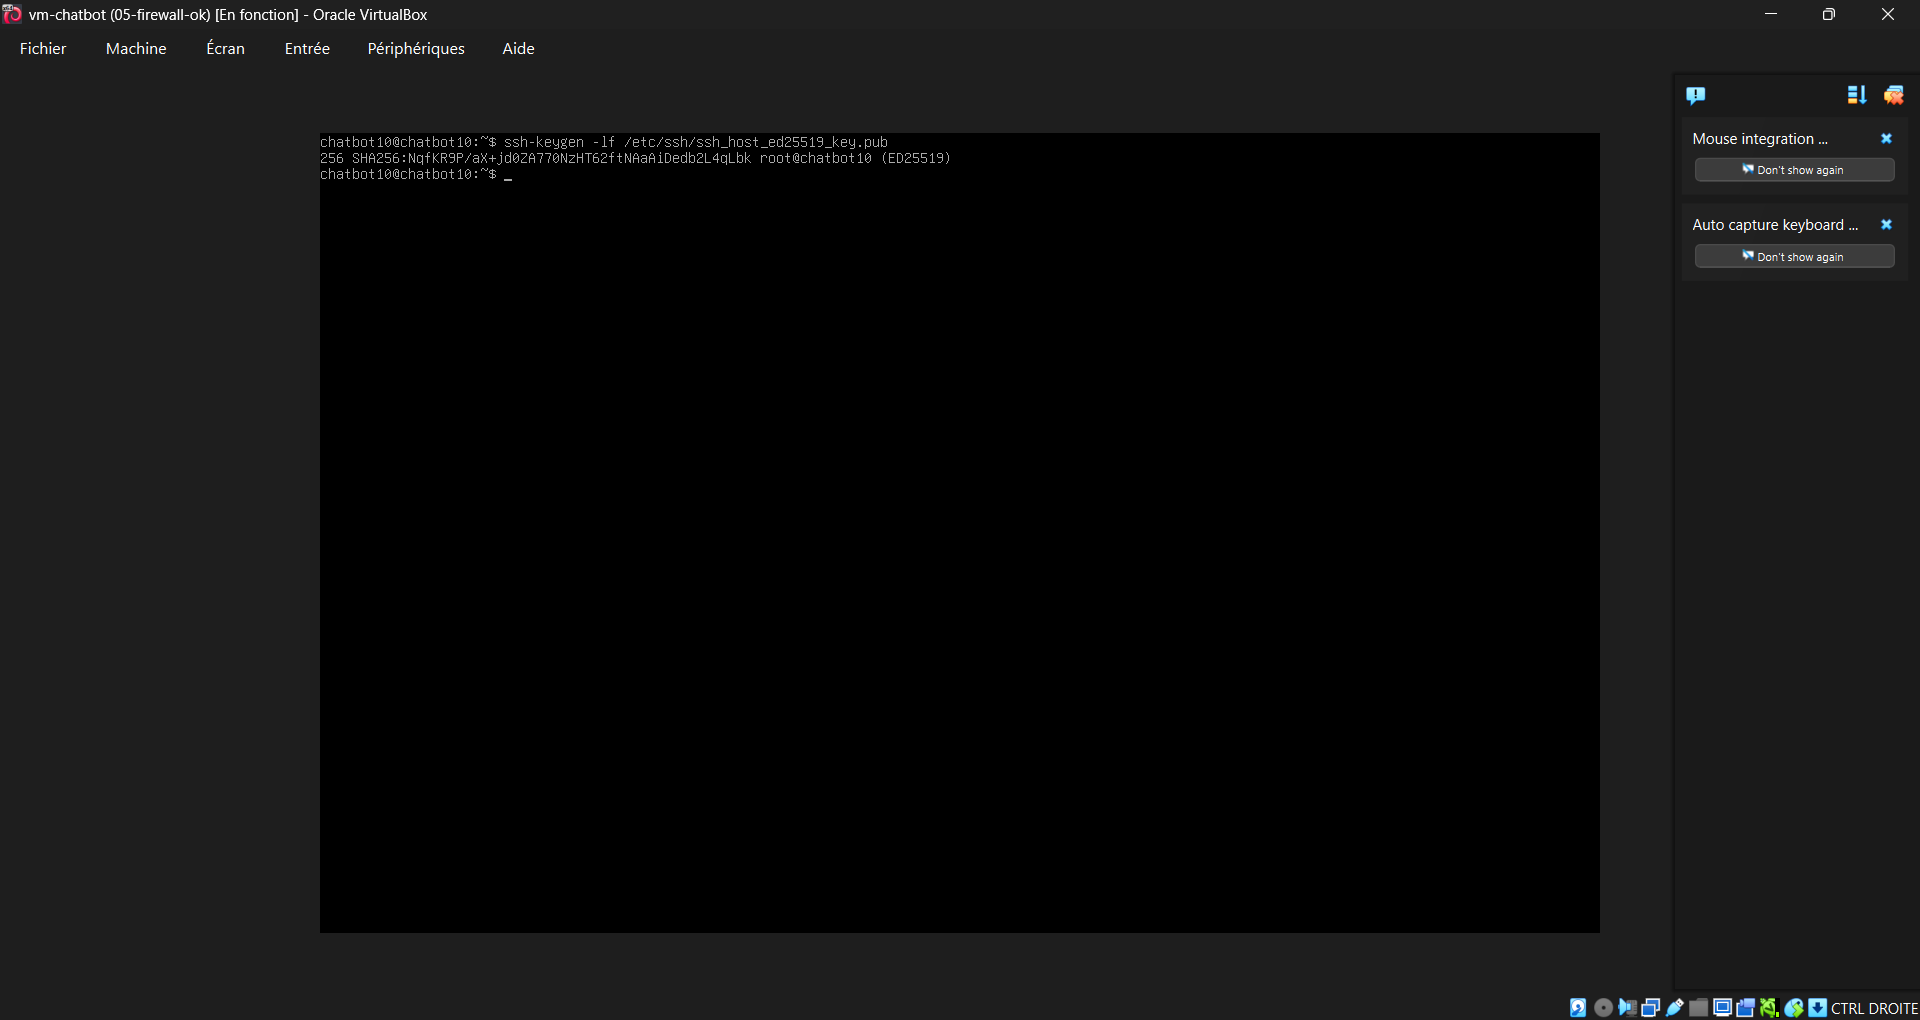 vm-chatbot (05-firewall-ok) [En fonction] - Oracle VirtualBox
Fichier Machine Écran Entrée Périphériques Aide
chatbot10@chatbot10:~$ ssh-keygen -lf /etc/ssh/ssh_host_ed25519_key.pub
256 SHA256:NqfKR9P/aX+jd0ZA770NzHT62ftNAaAiDedb2L4qLbk root@chatbot10 (ED25519)
chatbot10@chatbot10:~$ _
Mouse integration ...
Don't show again
Auto capture keyboard ...
Don't show again
CTRL DROITE